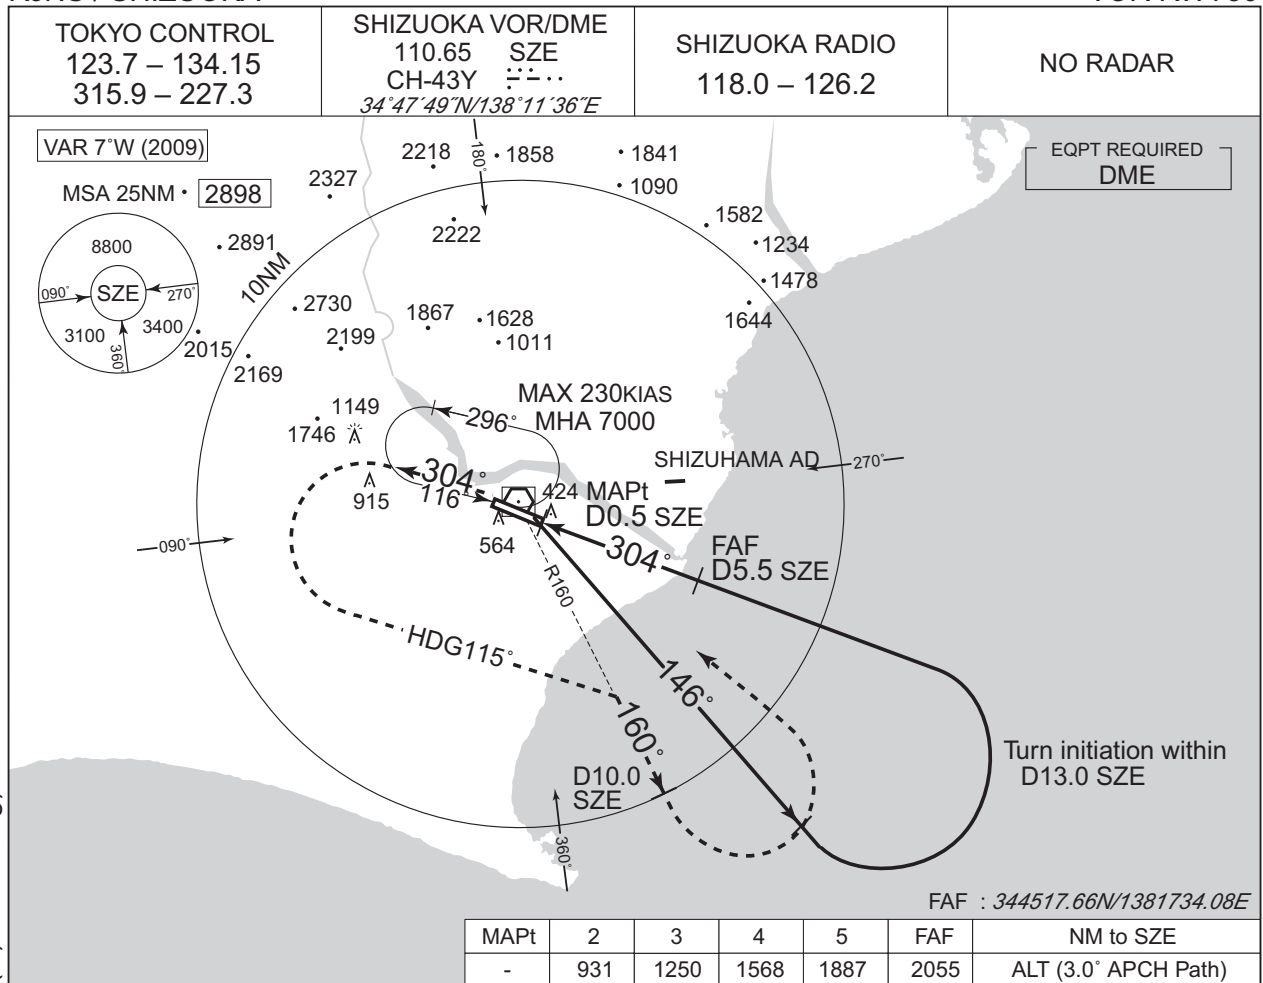 TOKYO CONTROL
123.7 – 134.15
315.9 – 227.3
SHIZUOKA VOR/DME
110.65 SZE
CH-43Y
34˚47´49˝N/138˚11´36˝E
SHIZUOKA RADIO
118.0 – 126.2
NO RADAR
VAR 7˚W (2009)
EQPT REQUIRED
DME
MSA 25NM
2898
8800
090˚
SZE
270˚
3100
3400
360˚
2218
180˚
1858
1841
2327
1090
2222
1582
1234
2891
10NM
1478
2730
1867
1628
1644
2199
1011
2015
2169
MAX 230KIAS
MHA 7000
1149
1746
296˚
SHIZUHAMA AD
270˚
304˚
116˚
915
424
MAPt
D0.5 SZE
564
304˚
FAF
D5.5 SZE
090˚
R160
HDG115˚
146˚
160˚
D10.0
SZE
Turn initiation within
D13.0 SZE
360˚
FAF : 344517.66N/1381734.08E
MAPt 2 3 4 5 FAF NM to SZE
- 931 1250 1568 1887 2055 ALT (3.0˚ APCH Path)